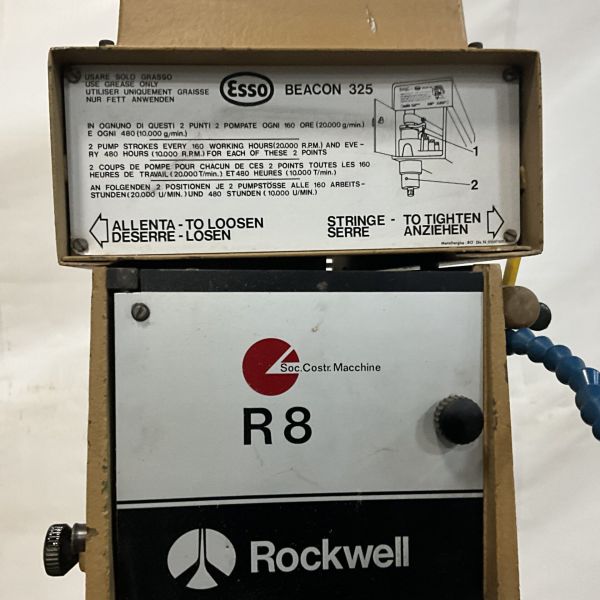 USARE SOLO GRASSO
USE GREASE ONLY
UTILISER UNIQUEMENT GRAISSE
NUR FETT ANWENDEN
Esso BEACON 325
IN OGNUNO DI QUESTI 2 PUNTI 2 POMPATE OGNI 160 ORE (20.000 g/min.)
E OGNI 480 (10.000 g/min.)
2 PUMP STROKES EVERY 160 WORKING HOURS(20.000 R.P.M) AND EVE-
RY 480 HOURS (10.000 R.P.M) FOR EACH OF THESE 2 POINTS
2 COUPS DE POMPE POUR CHACUN DE CES 2 POINTS TOUTES LES 160
HEURES DE TRAVAIL (20.000 T/min.) ET 480 HEURES (10.000 T/min.)
AN FOLGENDEN 2 POSITIONEN JE 2 PUMPSTÖSSE ALLE 160 ARBEITS-
STUNDEN (20.000 U/MIN.) UND 480 STUNDEN (10.000 U/MIN.)
1
2
ALLENTA - TO LOOSEN
DESERRE - LOSEN
STRINGE - TO TIGHTEN
SERRE ANZIEHEN
Soc.Costr. Macchine
R 8
Rockwell